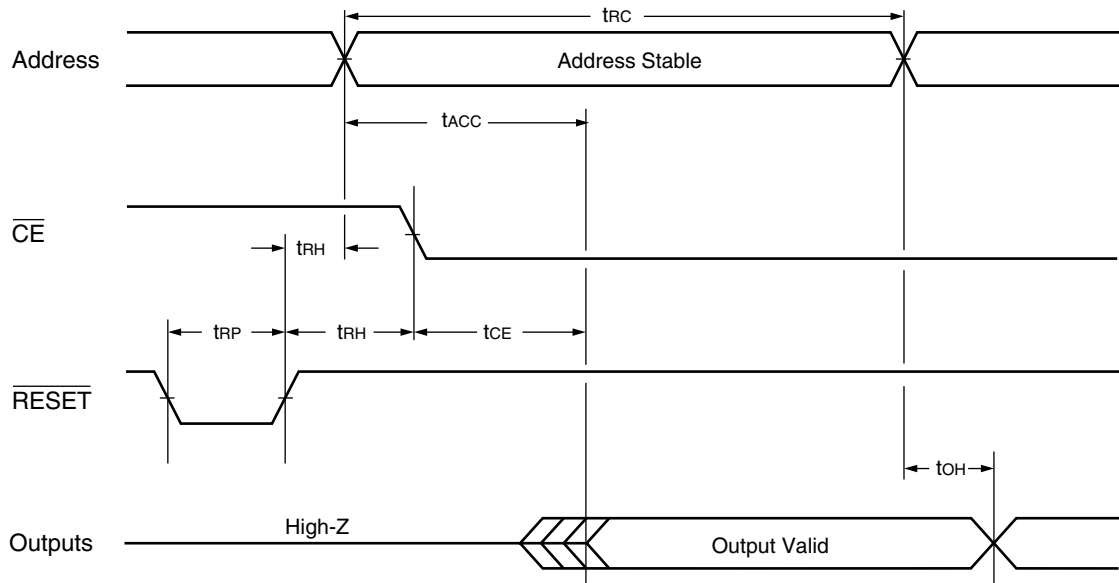 tRC
Address
Address Stable
tACC
CE
tRH
tRP
tRH
tCE
RESET
tOH
High-Z
Outputs
Output Valid